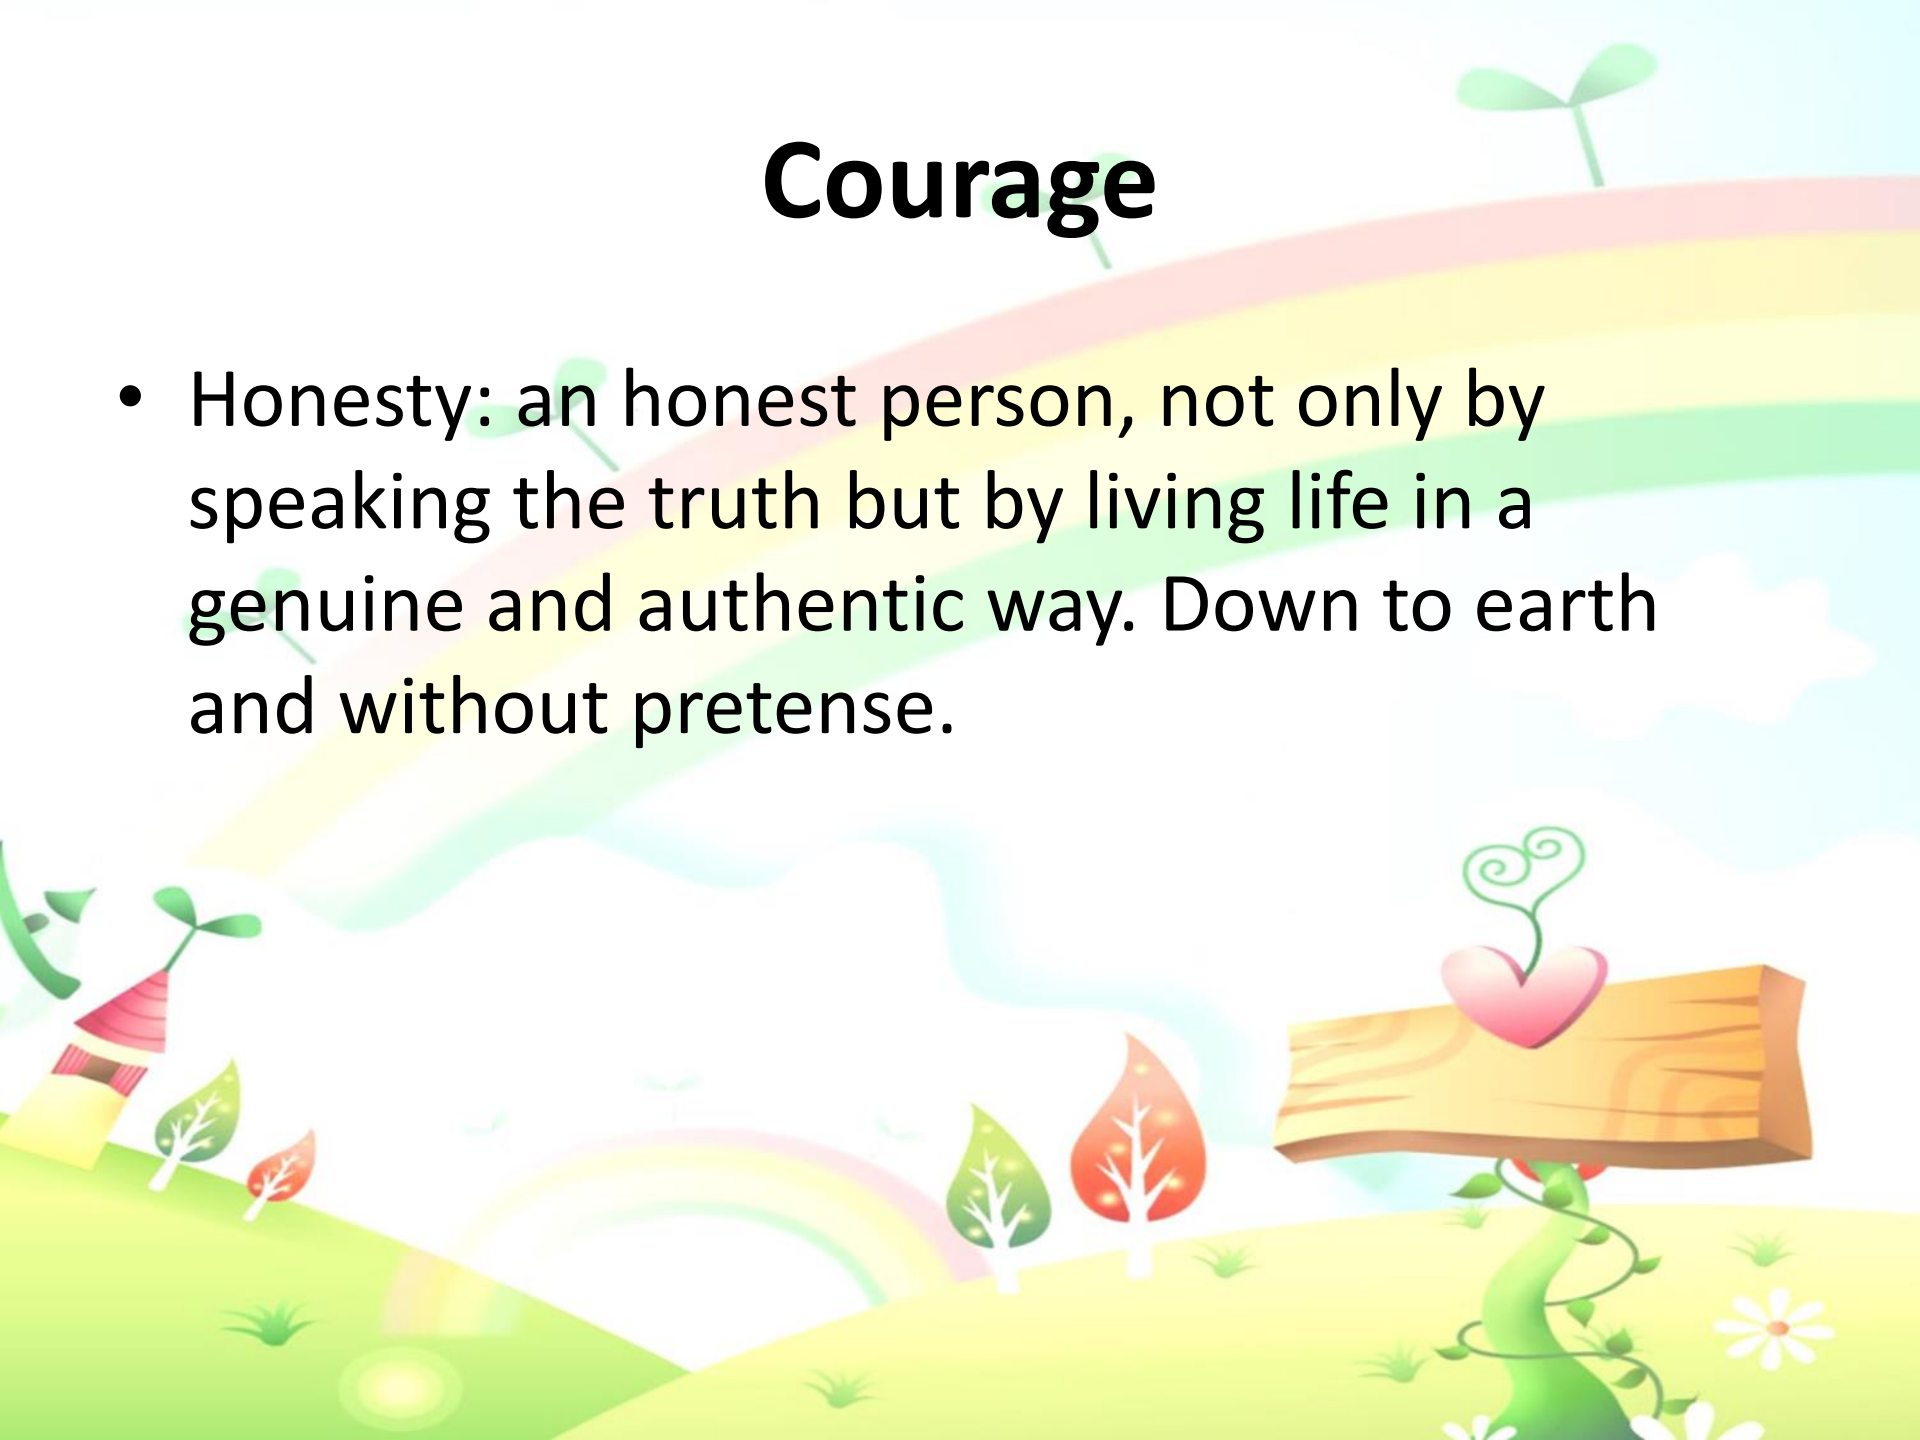 Courage
• Honesty: an honest person, not only by
speaking the truth but by living life in a
genuine and authentic way. Down to earth
and without pretense.